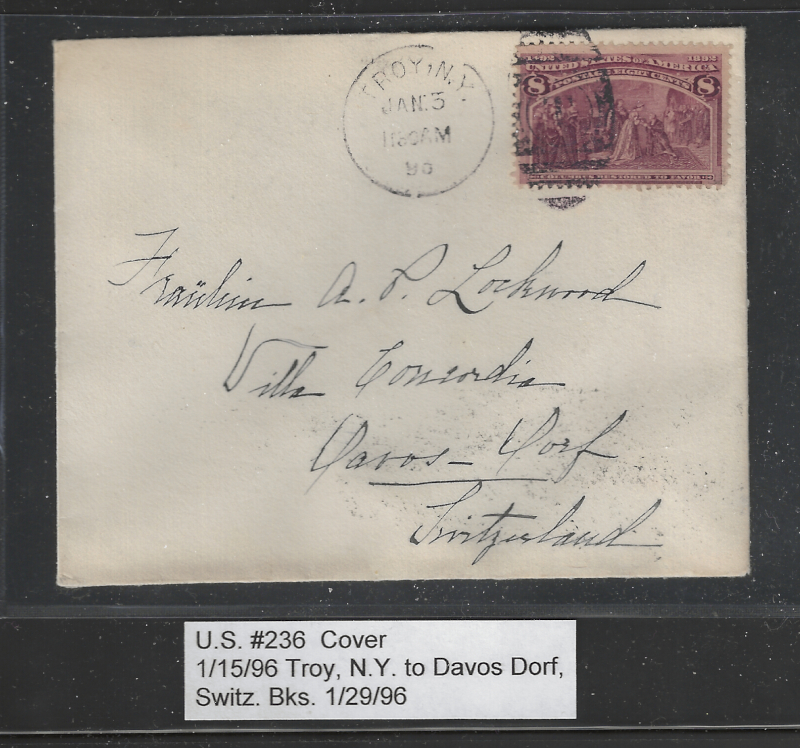 TROY, N.Y.
JAN 5
1130AM
96
1492 1892
UNITED STATES OF AMERICA
POSTAGE EIGHT CENTS
8 8
COLUMBUS RESTORED TO FAVOR
Fräulein A. P. Lockwood
Villa Concordia
Davos-Dorf
Switzerland
U.S. #236 Cover
1/15/96 Troy, N.Y. to Davos Dorf,
Switz. Bks. 1/29/96